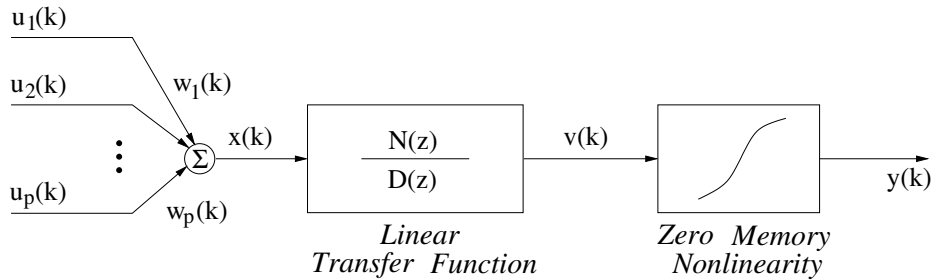 u1(k)
w1(k)
u2(k)
x(k)
Σ
N(z)
D(z)
v(k)
y(k)
up(k)
wp(k)
Linear
Transfer Function
Zero Memory
Nonlinearity